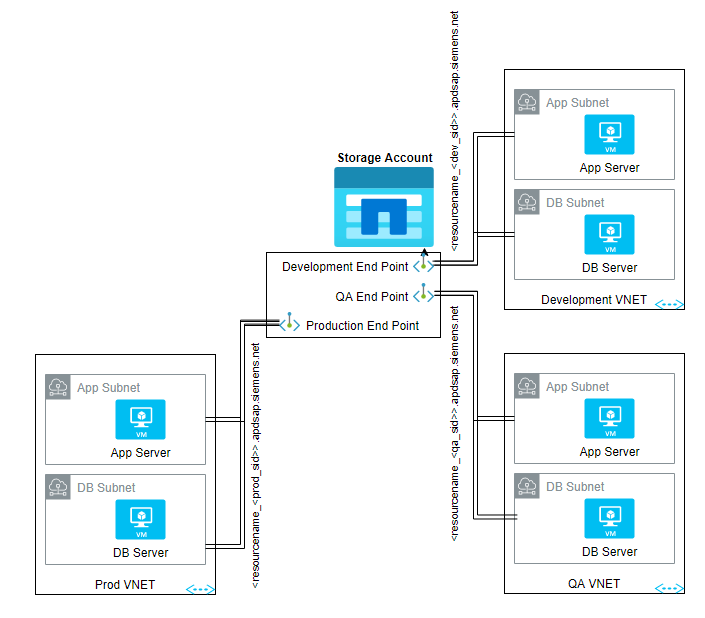 <resourcename_<dev_sid>>.apdsap.siemens.net
App Subnet
VM
App Server
DB Subnet
VM
DB Server
Development VNET
Storage Account
Development End Point
QA End Point
Production End Point
<resourcename_<prod_sid>>.apdsap.siemens.net
<resourcename_<qa_sid>>.apdsap.siemens.net
App Subnet
VM
App Server
DB Subnet
VM
DB Server
Prod VNET
App Subnet
VM
App Server
DB Subnet
VM
DB Server
QA VNET